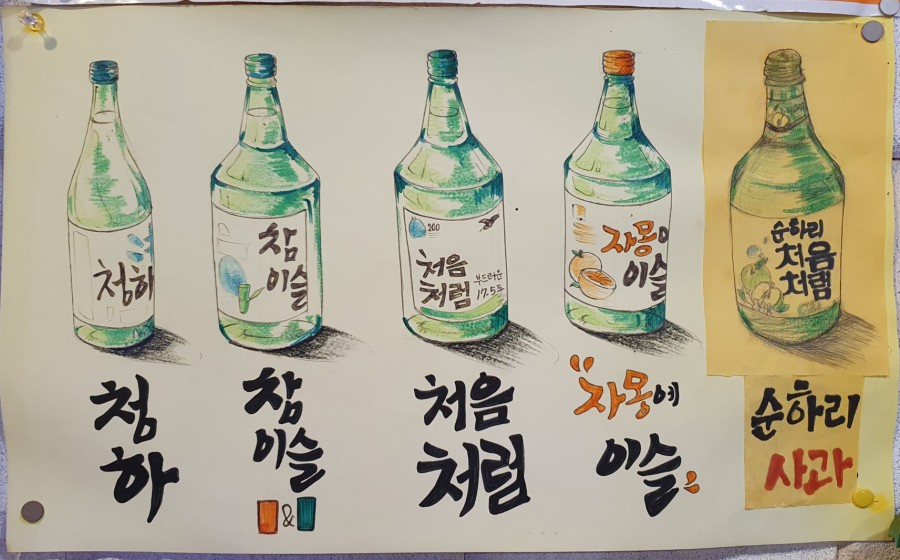 청하
참
이슬
200
처음
처럼
부드러운
17.5도
자몽에
이슬
순하리
처음
처럼
청
하
참
이슬
&
처음
처럼
"자몽에
이슬
순하리
사과